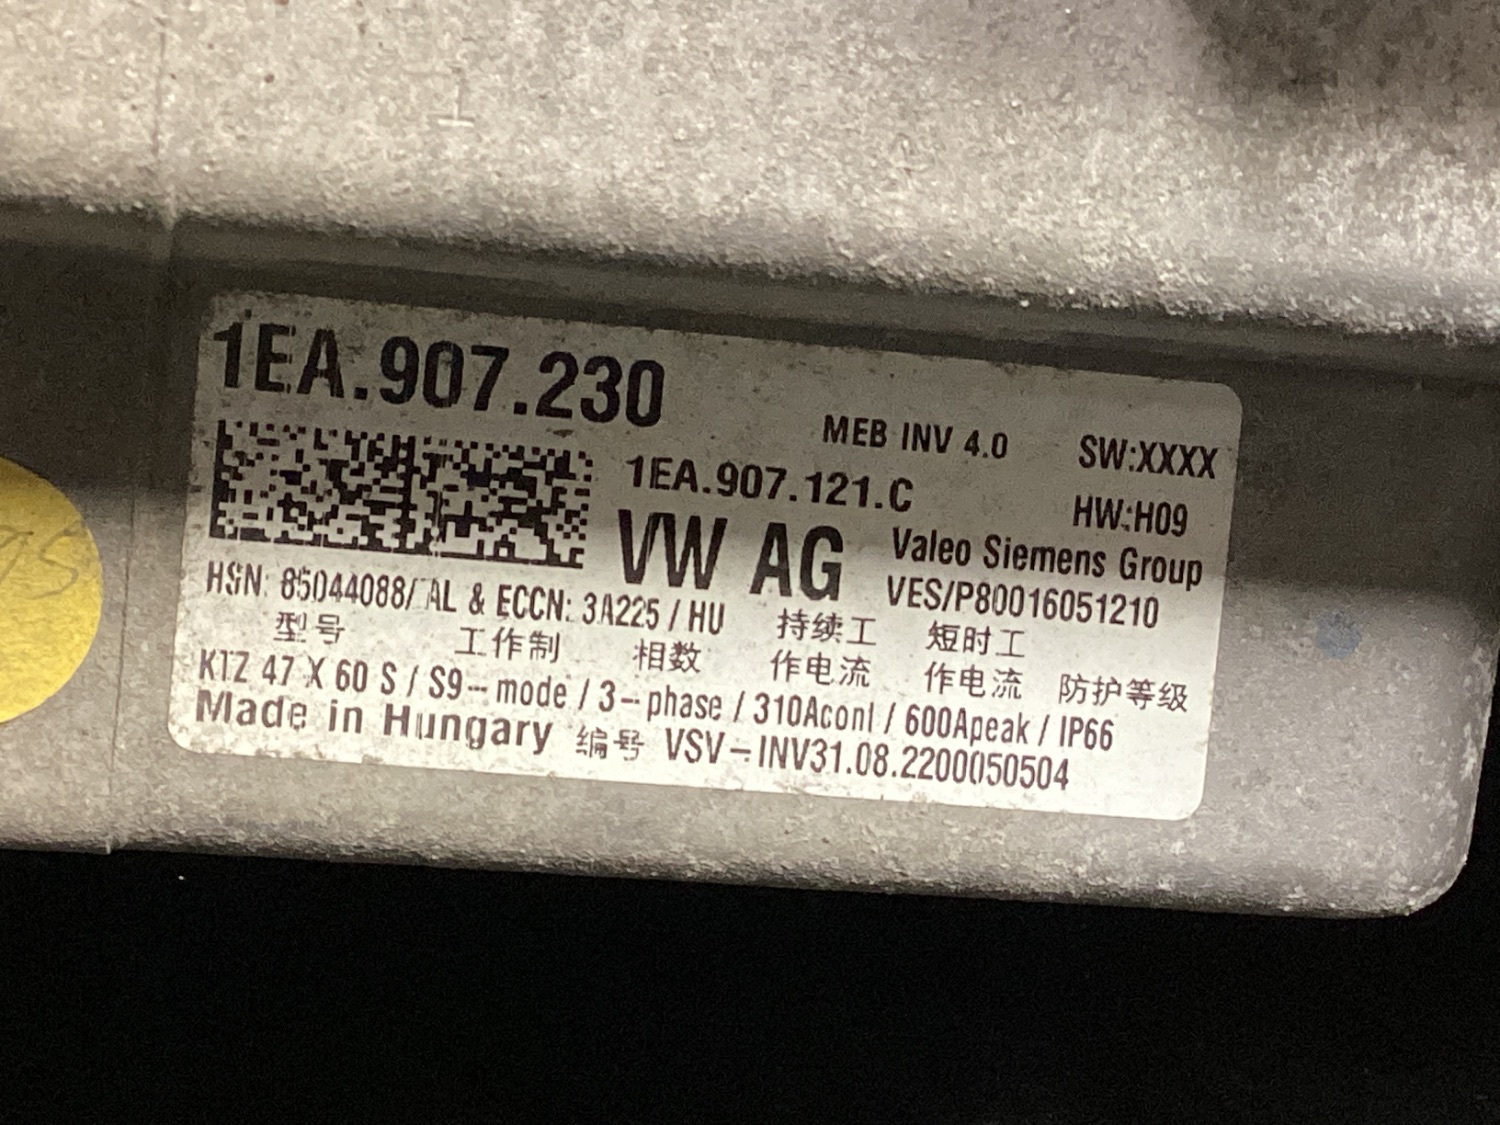 1EA.907.230
MEB INV 4.0 SW:XXXX
1EA.907.121.C HW:H09
VW AG Valeo Siemens Group
VES/P80016051210
HSN: 85044088/ AL & ECCN: 3A225 / HU
型号 工作制 相数 持续工作电流 短时工作电流 防护等级
KTZ 47 X 60 S / S9-mode / 3-phase / 310Acont / 600Apeak / IP66
Made in Hungary 编号 VSV-INV31.08.2200050504